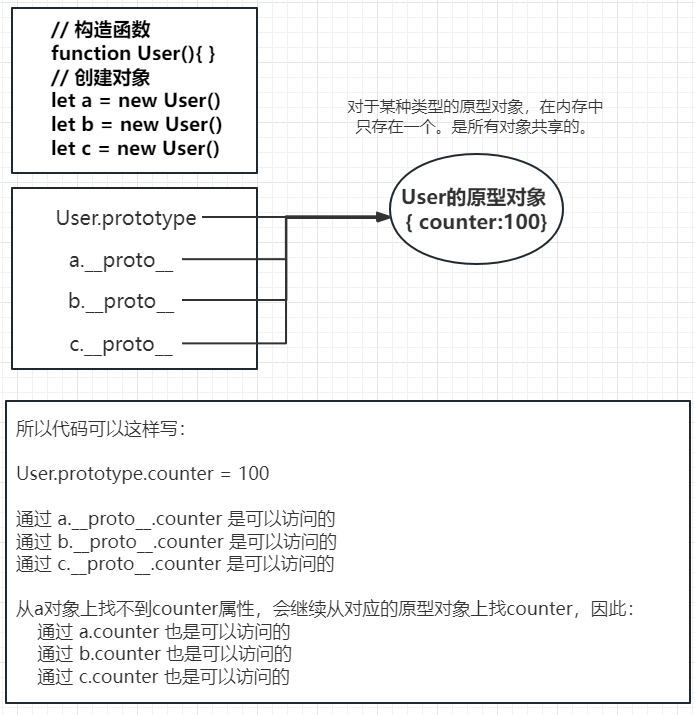 // 构造函数
function User(){ }
// 创建对象
let a = new User()
let b = new User()
let c = new User()
对于某种类型的原型对象，在内存中
只存在一个。是所有对象共享的。
User的原型对象
{ counter:100}
User.prototype
a.__proto__
b.__proto__
c.__proto__
所以代码可以这样写：
User.prototype.counter = 100
通过 a.__proto__.counter 是可以访问的
通过 b.__proto__.counter 是可以访问的
通过 c.__proto__.counter 是可以访问的
从a对象上找不到counter属性，会继续从对应的原型对象上找counter，因此：
通过 a.counter 也是可以访问的
通过 b.counter 也是可以访问的
通过 c.counter 也是可以访问的